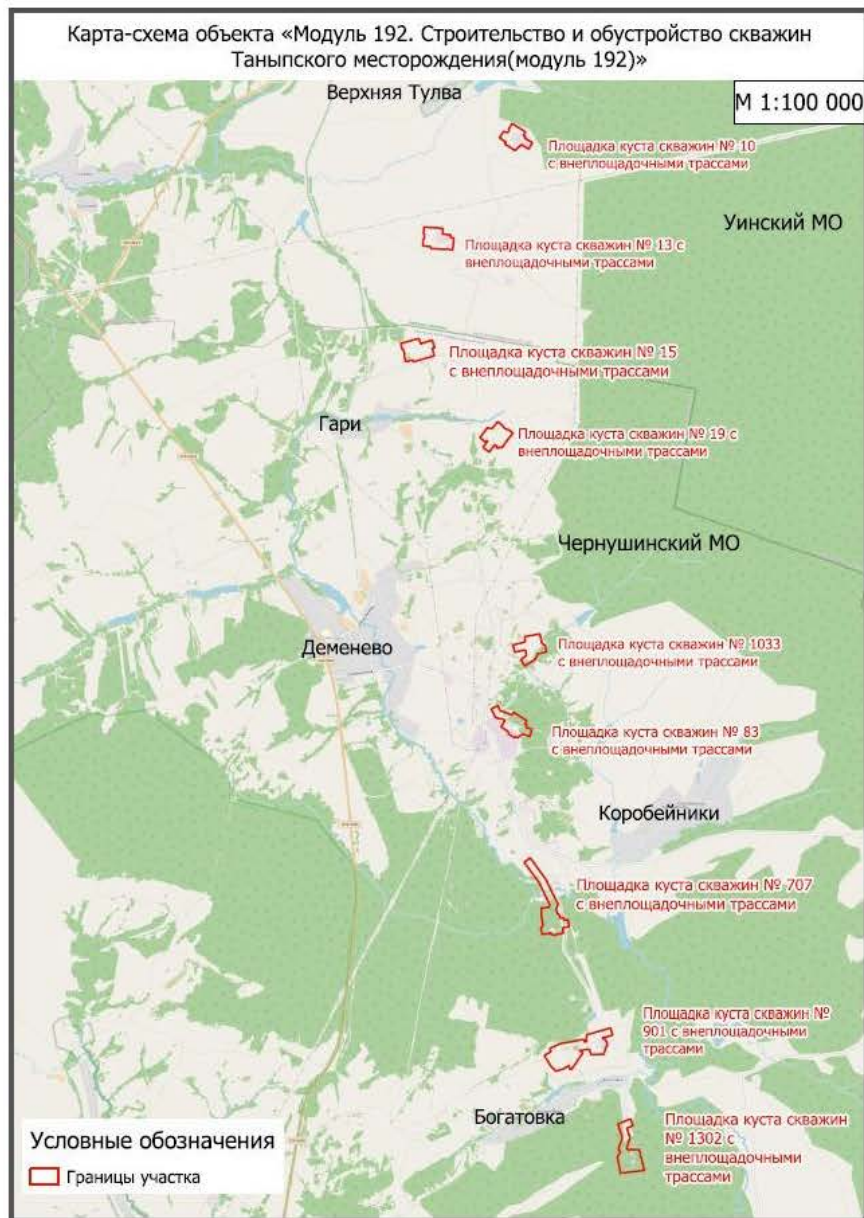 Карта-схема объекта «Модуль 192. Строительство и обустройство скважин
Таныпского месторождения(модуль 192)»
М 1:100 000
Верхняя Тулва
Площадка куста скважин № 10
с внеплощадочными трассами
Уинский МО
Площадка куста скважин № 13 с
внеплощадочными трассами
Площадка куста скважин № 15
с внеплощадочными трассами
Гари
Площадка куста скважин № 19 с
внеплощадочными трассами
Чернушинский МО
Деменево
Площадка куста скважин № 1033
с внеплощадочными трассами
Площадка куста скважин № 83
с внеплощадочными трассами
Коробейники
Площадка куста скважин № 707
с внеплощадочными трассами
Площадка куста скважин №
901 с внеплощадочными
трассами
Богатовка
Площадка куста скважин
№ 1302 с
внеплощадочными
трассами
Условные обозначения
Границы участка